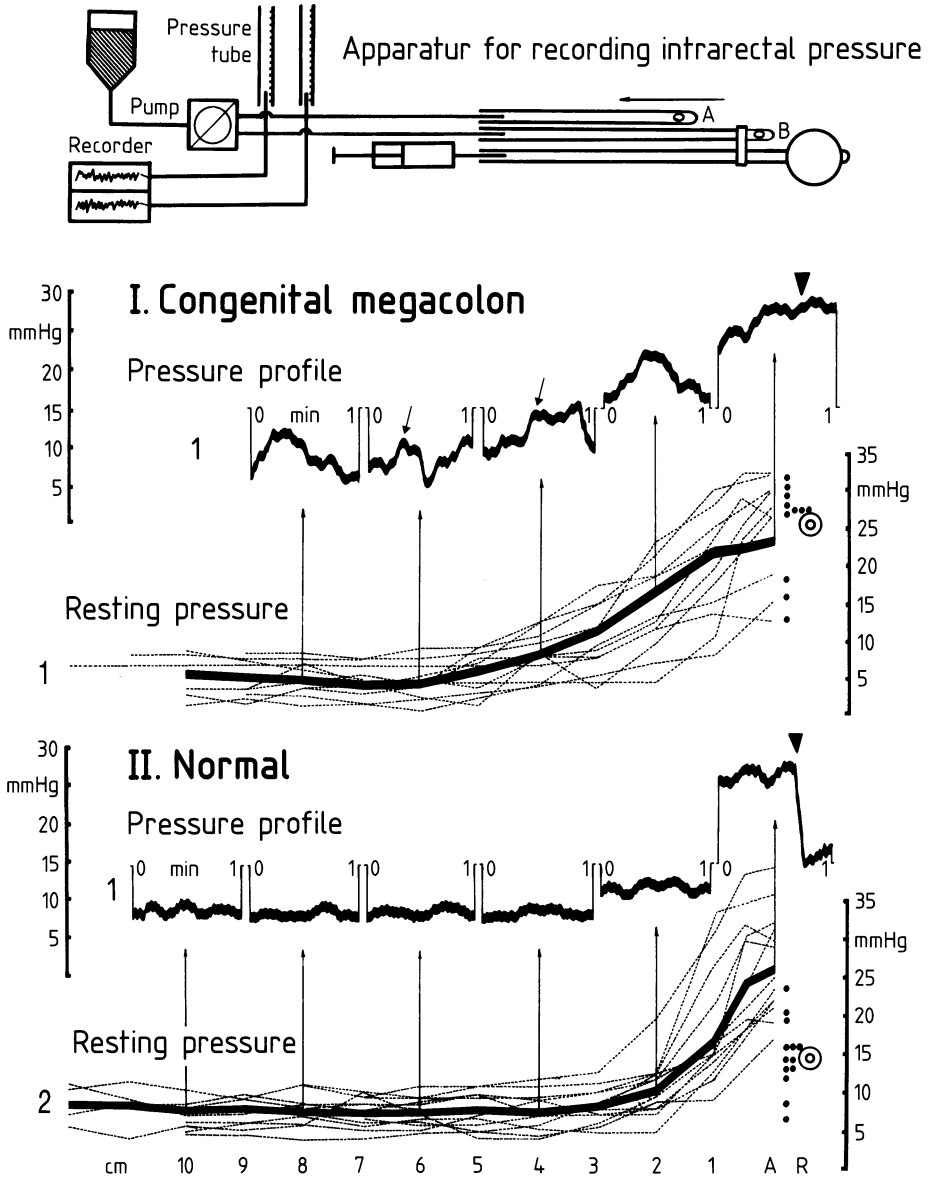 Pressure
tube
Apparatur for recording intrarectal pressure
Pump
A
B
Recorder
I. Congenital megacolon
30
mmHg
20
15
10
5
Pressure profile
1
0 min 1 0 1 0 1 0 1 0 1
35
mmHg
25
20
15
10
5
Resting pressure
1
II. Normal
30
mmHg
20
15
10
5
Pressure profile
1
0 min 1 0 1 0 1 0 1 0 1 0 1
35
mmHg
25
20
15
10
5
Resting pressure
2
cm 10 9 8 7 6 5 4 3 2 1 A R